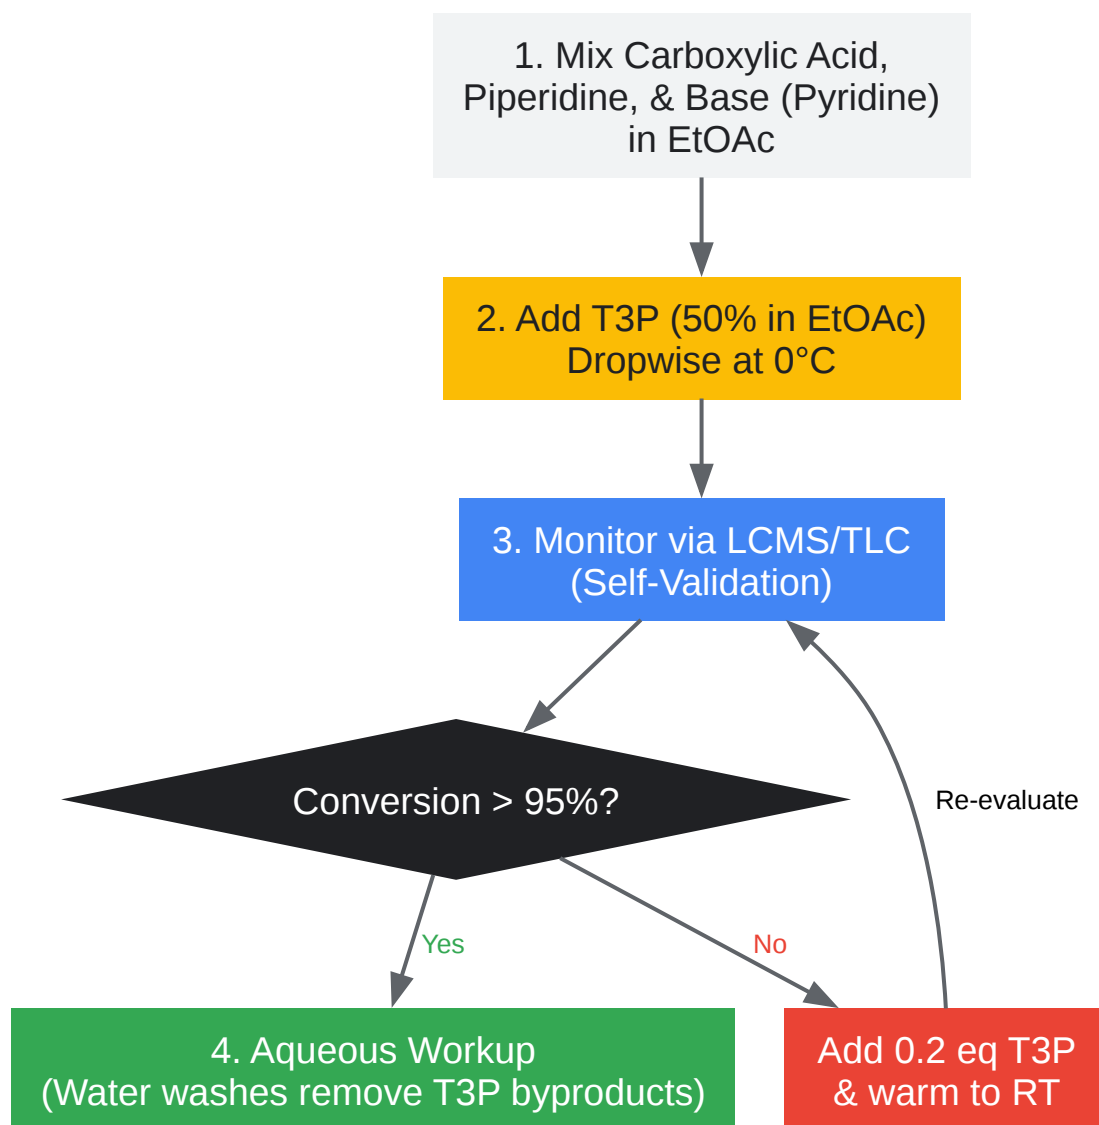 1. Mix Carboxylic Acid,
Piperidine, & Base (Pyridine)
in EtOAc
2. Add T3P (50% in EtOAc)
Dropwise at 0°C
3. Monitor via LCMS/TLC
(Self-Validation)
Conversion > 95%?
Re-evaluate
Yes
No
4. Aqueous Workup
(Water washes remove T3P byproducts)
Add 0.2 eq T3P
& warm to RT